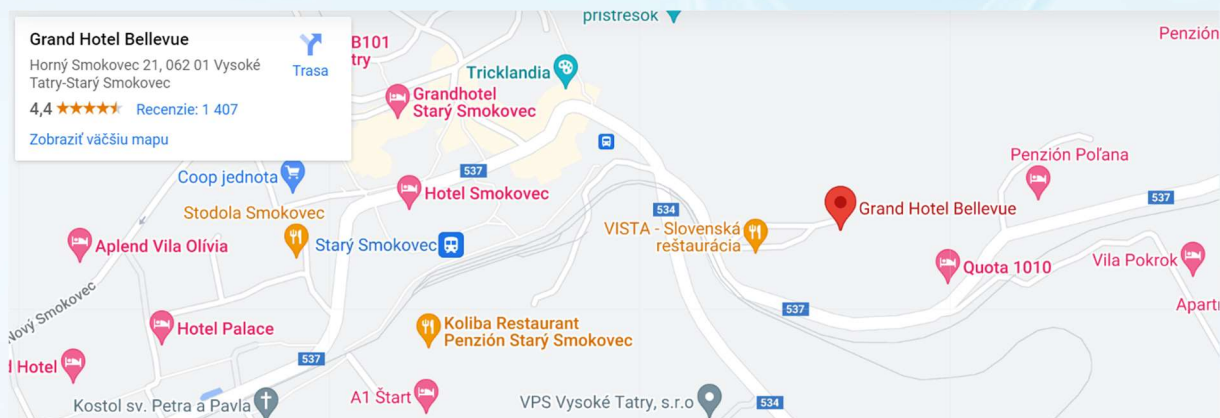 Grand Hotel Bellevue
Horný Smokovec 21, 062 01 Vysoké
Tatry-Starý Smokovec
4,4
Recenzie: 1 407
Zobraziť väčšiu mapu
Trasa
prístrešok
B101
try
Penzión
Tricklandia
Grandhotel
Starý Smokovec
537
Coop jednota
Hotel Smokovec
Penzión Poľana
537
Stodola Smokovec
534
Grand Hotel Bellevue
Aplend Vila Olívia
Starý Smokovec
VISTA - Slovenská
reštaurácia
Quota 1010
Vila Pokrok
Nový Smokovec
Hotel Palace
Koliba Restaurant
Penzión Starý Smokovec
537
Apartm
537
d Hotel
Kostol sv. Petra a Pavla
A1 Štart
VPS Vysoké Tatry, s.r.o
534